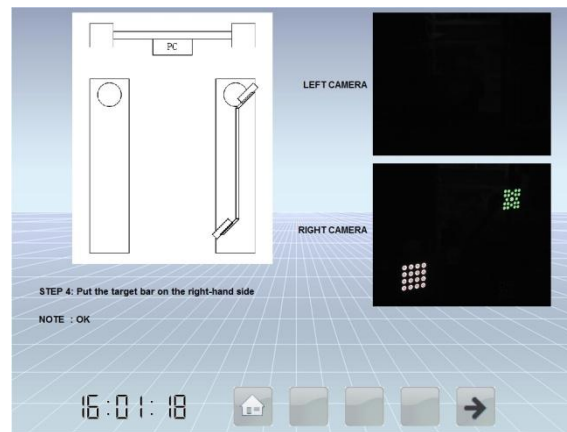 PC
LEFT CAMERA
RIGHT CAMERA
STEP 4: Put the target bar on the right-hand side
NOTE : OK
16:01:18